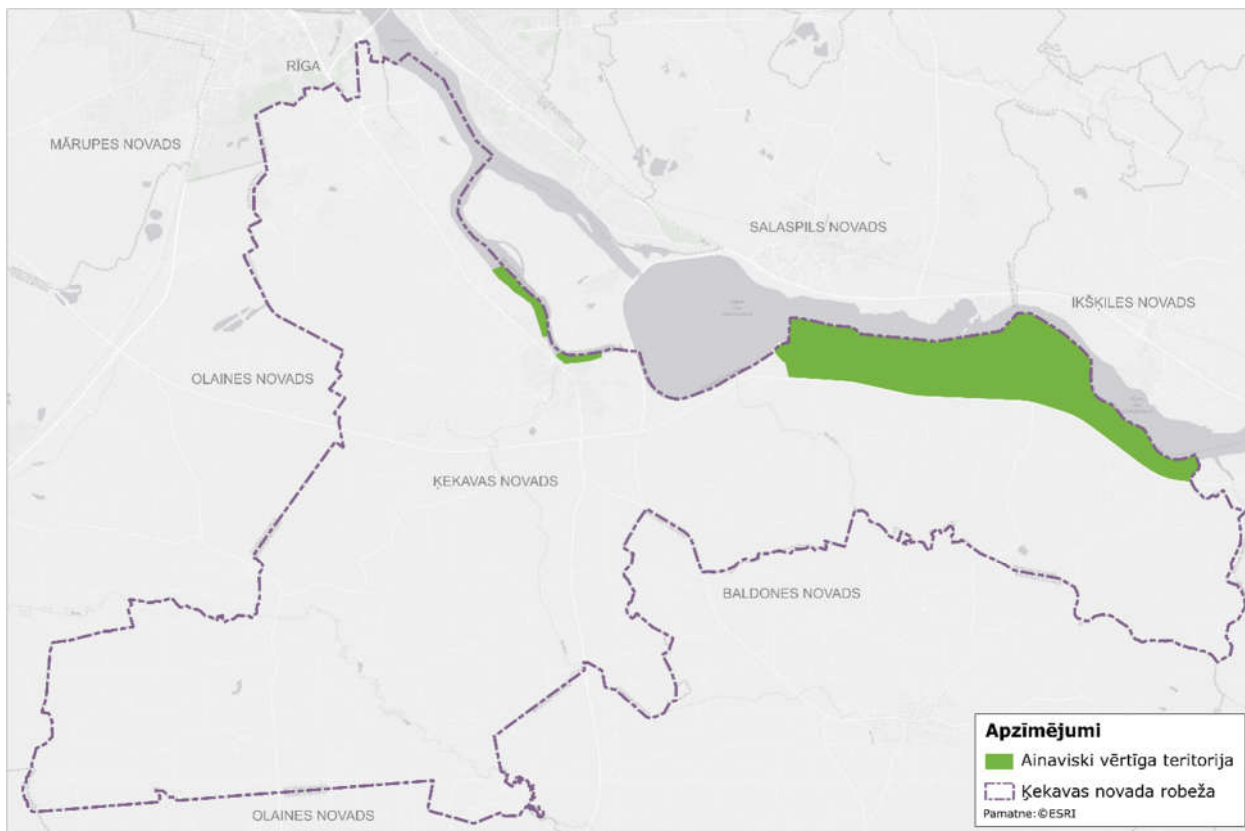 RĪGA
MĀRUPES NOVADS
SALASPILS NOVADS
IKŠĶILES NOVADS
OLAINES NOVADS
ĶEKAVAS NOVADS
BALDONES NOVADS
OLAINES NOVADS
Apzīmējumi
Ainaviski vērtīga teritorija
Ķekavas novada robeža
Pamatne:©ESRI